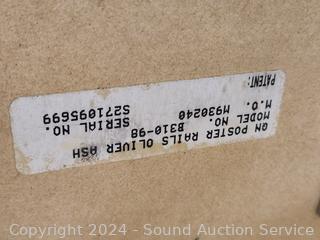 QN POSTER RAILS OLIVER ASH
MODEL NO. B310-98
M.O. M930240 SERIAL NO. S271095699
PATENT:
Copyright 2024 - Sound Auction Service